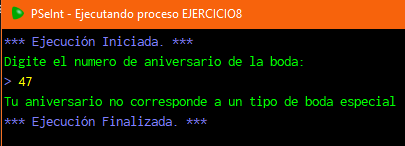 PSeInt - Ejecutando proceso EJERCICIO8
*** Ejecución Iniciada. ***
Digite el numero de aniversario de la boda:
> 47
Tu aniversario no corresponde a un tipo de boda especial
*** Ejecución Finalizada. ***